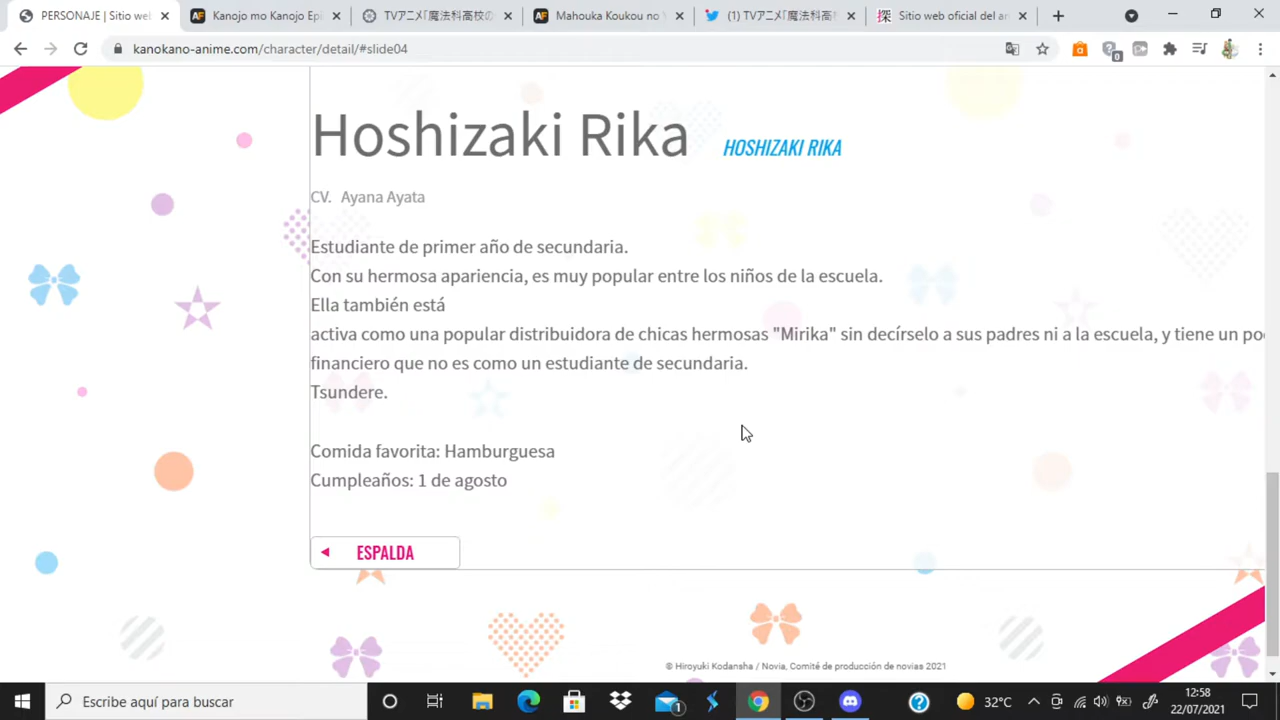 PERSONAJE | Sitio web
Kanojo mo Kanojo Epi
TVアニメ『魔法科高校の
Mahouka Koukou no
(1) TVアニメ『魔法科高
探 Sitio web oficial del an
kanokano-anime.com/character/detail/#slide04
0
Hoshizaki Rika HOSHIZAKI RIKA
CV. Ayana Ayata
Estudiante de primer año de secundaria.
Con su hermosa apariencia, es muy popular entre los niños de la escuela.
Ella también está
activa como una popular distribuidora de chicas hermosas "Mirika" sin decírselo a sus padres ni a la escuela, y tiene un po
financiero que no es como un estudiante de secundaria.
Tsundere.
Comida favorita: Hamburguesa
Cumpleaños: 1 de agosto
ESPALDA
© Hiroyuki Kodansha / Novia, Comité de producción de novias 2021
Escribe aquí para buscar
1
32°C
12:58
22/07/2021